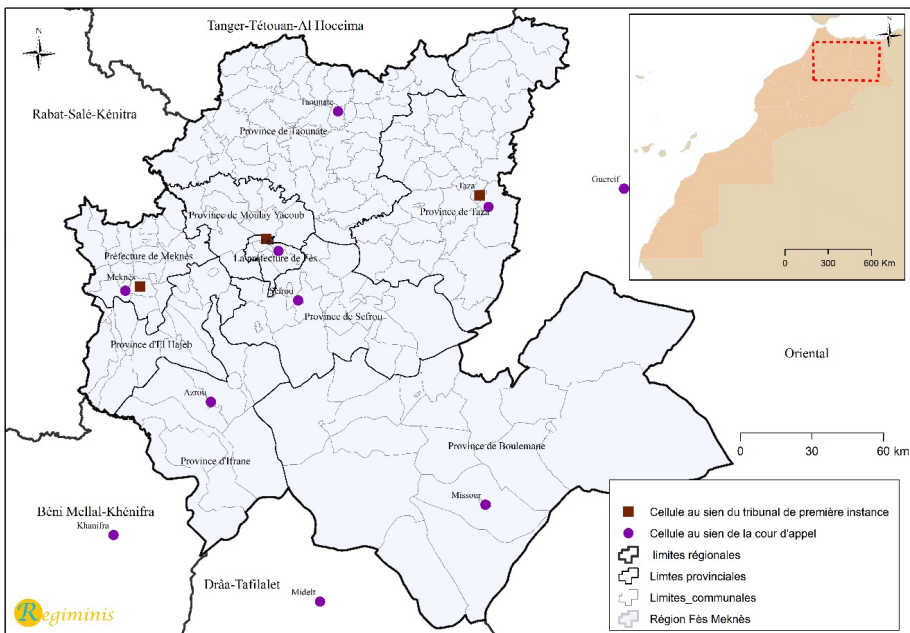 Tanger-Tétouan-Al Hoceima
N
N
Rabat-Salé-Kénitra
Taounate
Province de Taounate
Guercif
Taza
Province de Taza
Province de Moulay Yacoub
La préfecture de Fès
Préfecture de Meknès
Meknès
Sefrou
Province de Sefrou
0 300 600 Km
Province d'El Hajeb
Oriental
Azrou
Province de Boulemane
0 30 60 km
Province d'Ifrane
Missour
Béni Mellal-Khénifra
Khanifra
Drâa-Tafilalet
Midelt
Cellule au sien du tribunal de première instance
Cellule au sien de la cour d'appel
limites régionales
Limtes provinciales
Limites_communales
Région Fès Meknès
Regiminis